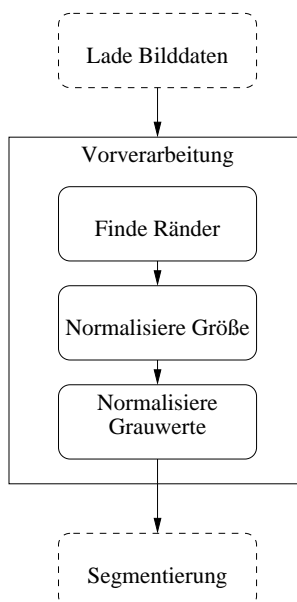 Lade Bilddaten
Vorverarbeitung
Finde Ränder
Normalisiere Größe
Normalisiere
Grauwerte
Segmentierung